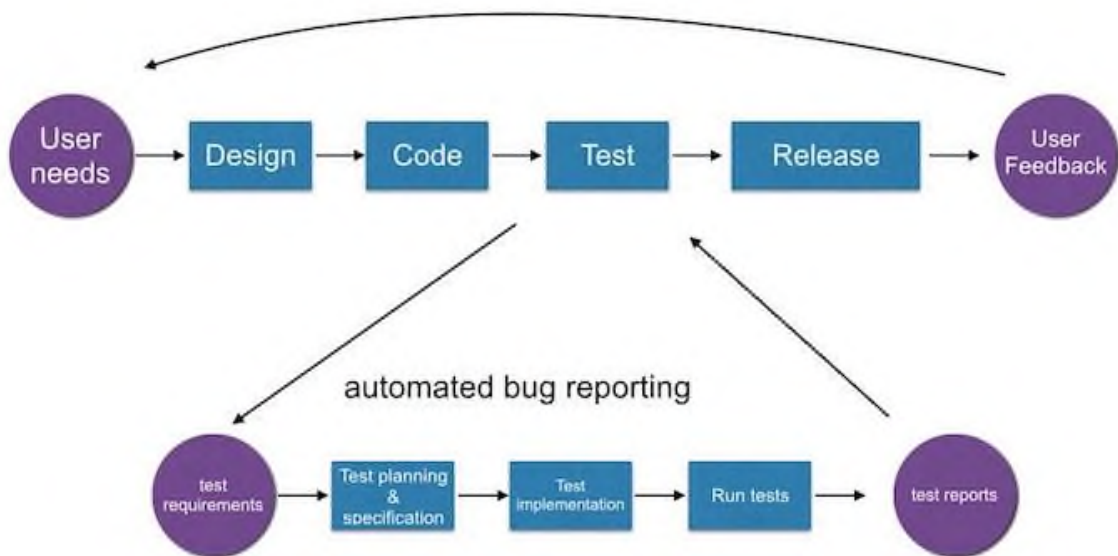 User
needs
Design
Code
Test
Release
User
Feedback
automated bug reporting
test
requirements
Test planning
&
specification
Test
implementation
Run tests
test reports